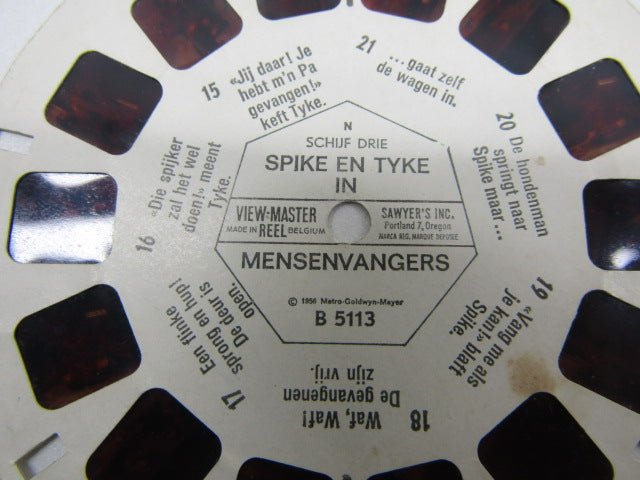 N
SCHIJF DRIE
SPIKE EN TYKE
IN
VIEW-MASTER
MADE IN REEL BELGIUM
SAWYER'S INC.
Portland 7, Oregon
MARCA REG. MARQUE DEPOSEE
MENSENVANGERS
© 1956 Metro-Goldwyn-Mayer
B 5113
15 «Jij daar! Je
hebt m'n Pa
gevangen!»
keft Tyke.
16 «Die spijker
zal het wel
doen!» meent
Tyke.
17 Een flinke
sprong en hup!
De deur is
open.
18 Waf, Waf!
De gevangenen
zijn vrij.
19 «Vang me als
je kan!» blaft
Spike.
20 De hondenman
springt naar
Spike maar...
21 ...gaat zelf
de wagen in.